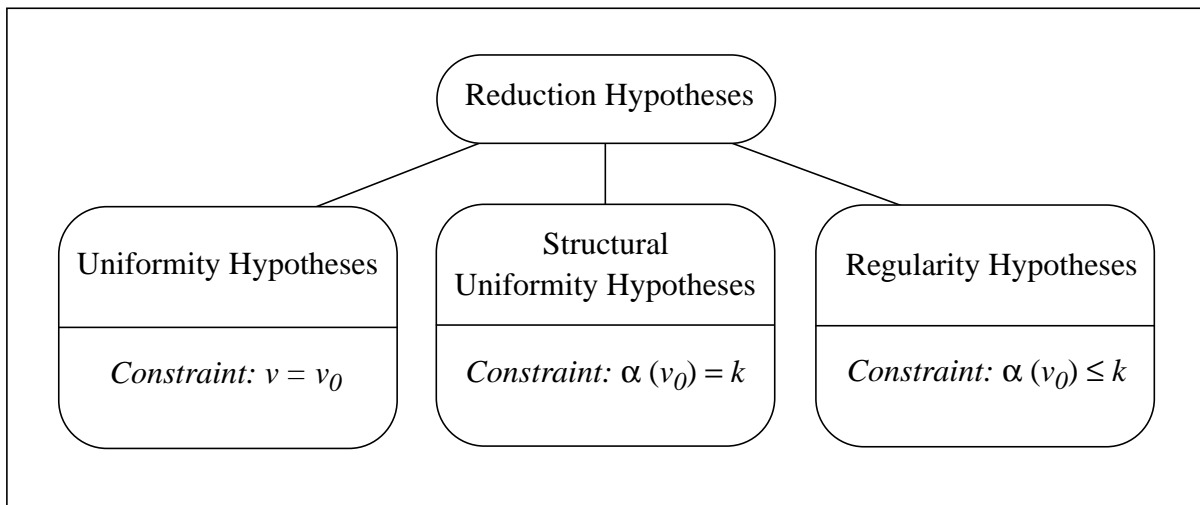 Reduction Hypotheses
Uniformity Hypotheses
Constraint: v = v₀
Structural
Uniformity Hypotheses
Constraint: α (v₀) = k
Regularity Hypotheses
Constraint: α (v₀) ≤ k